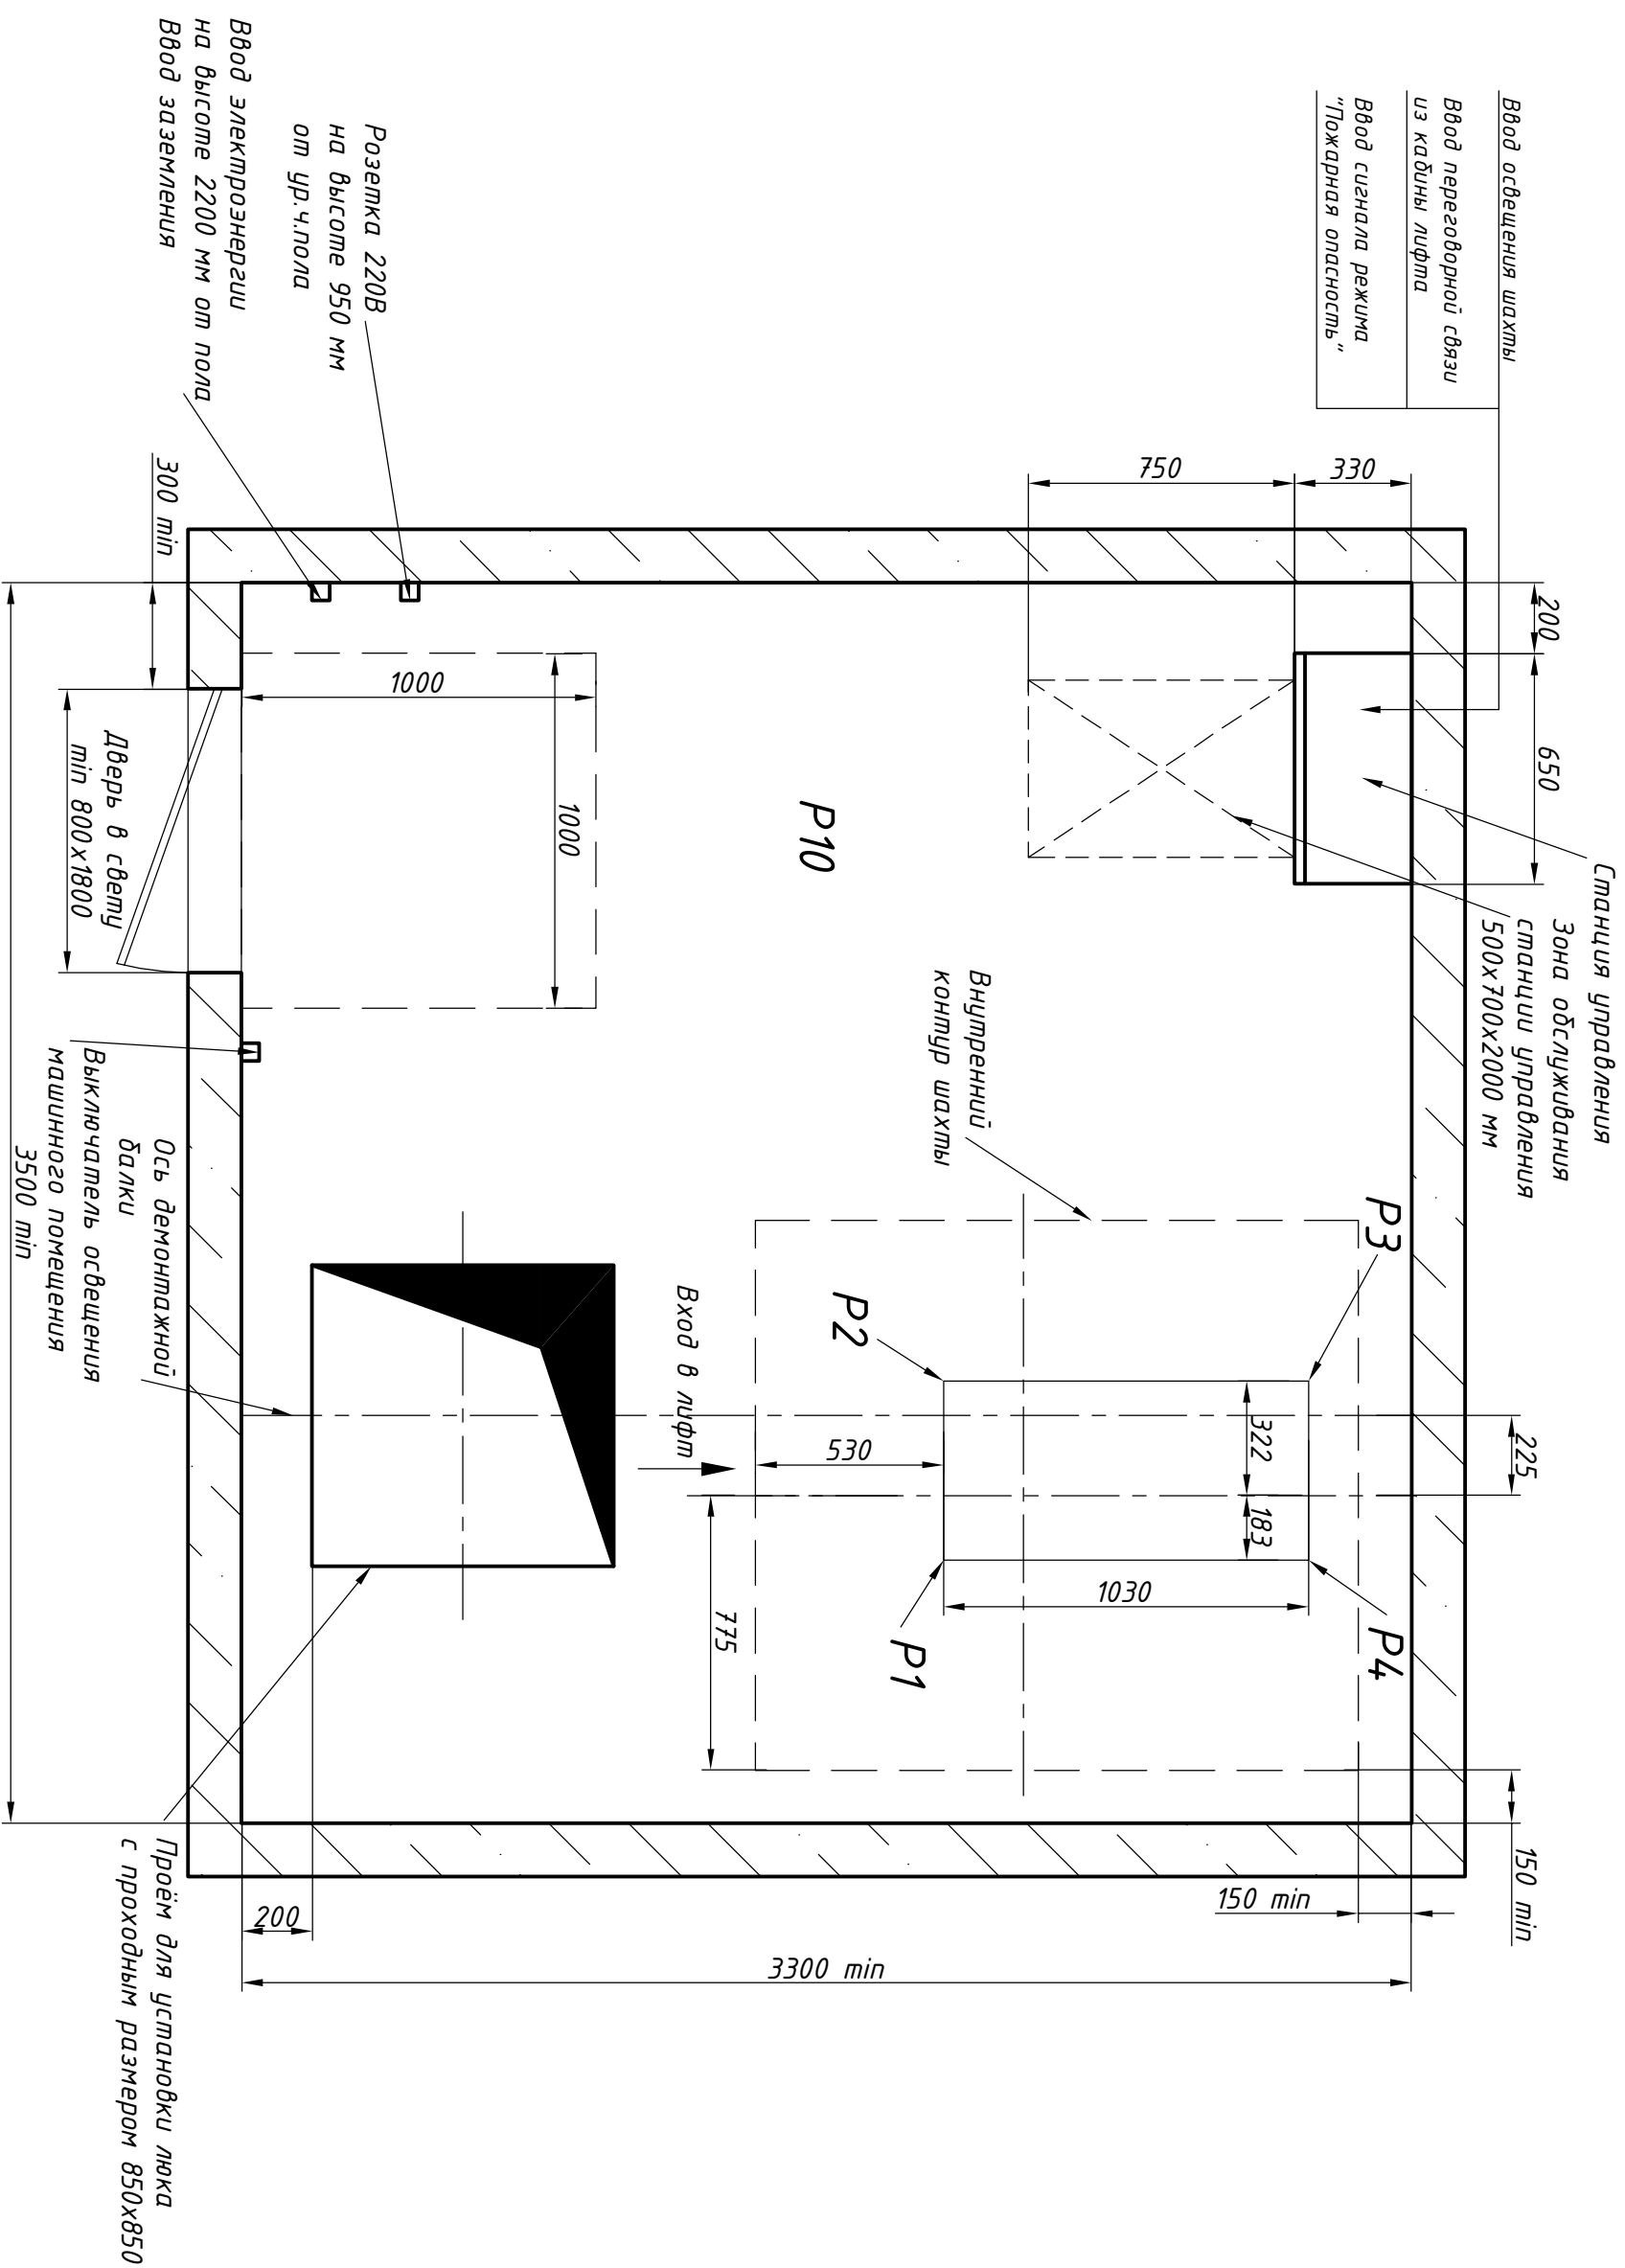 Ввод освещения шахты
Ввод переговорной связи
из кабины лифта
Ввод сигнала режима
"Пожарная опасность"
Розетка 220В
на высоте 950 мм
от ур.ч.пола
Ввод электроэнергии
на высоте 2200 мм от пола
Ввод заземления
Станция управления
Зона обслуживания
станции управления
500х700х2000 мм
200
650
330
750
225
150 min
150 min
P3
P4
P2
P1
P10
322
183
1030
530
775
Внутренний
контур шахты
Вход в лифт
1000
1000
300 min
Дверь в свету
min 800х1800
Ось демонтажной
балки
Выключатель освещения
машинного помещения
3500 min
200
3300 min
Проём для установки люка
с проходным размером 850х850